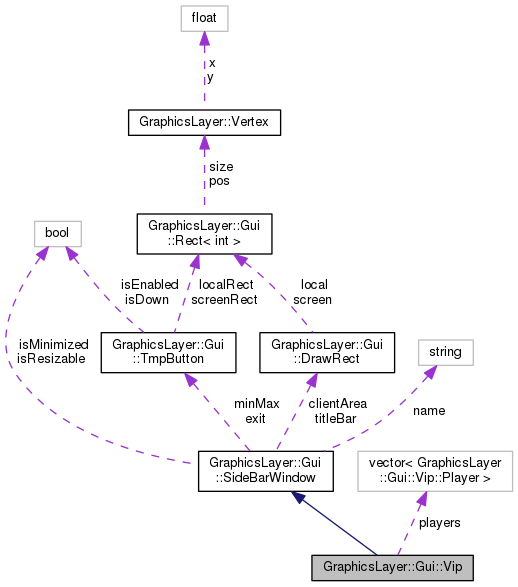 float
x
y
GraphicsLayer::Vertex
size
pos
GraphicsLayer::Gui
::Rect< int >
bool
isEnabled
isDown
localRect
screenRect
local
screen
isMinimized
isResizable
GraphicsLayer::Gui
::TmpButton
GraphicsLayer::Gui
::DrawRect
string
minMax
exit
clientArea
titleBar
name
GraphicsLayer::Gui
::SideBarWindow
vector< GraphicsLayer
::Gui::Vip::Player >
players
GraphicsLayer::Gui::Vip